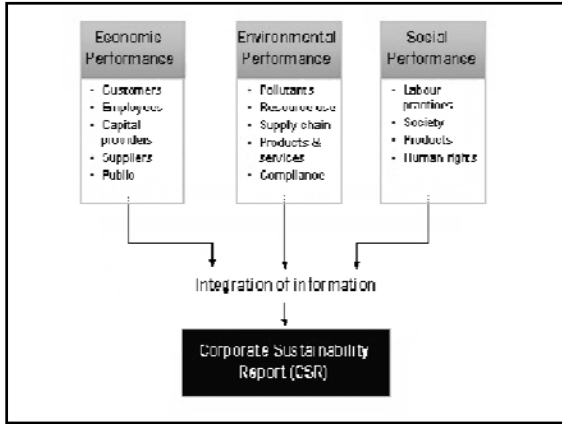 Economic
Performance
• Customers
• Employees
• Capital
providers
• Suppliers
• Public
Environmental
Performance
• Pollutants
• Resource use
• Supply chain
• Products &
services
• Compliance
Social
Performance
• Labour
practices
• Society
• Products
• Human rights
Integration of information
Corporate Sustainability
Report (CSR)